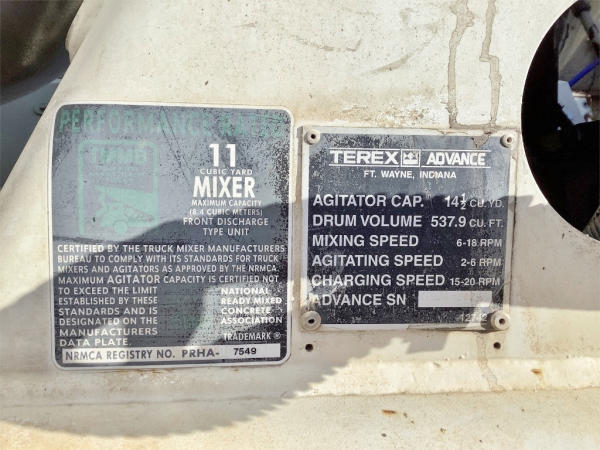 PERFORMANCE RATED
TMMB
11
CUBIC YARD
MIXER
MAXIMUM CAPACITY
(8.4 CUBIC METERS)
FRONT DISCHARGE
TYPE UNIT
CERTIFIED BY THE TRUCK MIXER MANUFACTURERS
BUREAU TO COMPLY WITH ITS STANDARDS FOR TRUCK
MIXERS AND AGITATORS AS APPROVED BY THE NRMCA.
MAXIMUM AGITATOR CAPACITY IS CERTIFIED NOT
TO EXCEED THE LIMIT
ESTABLISHED BY THESE
STANDARDS AND IS
DESIGNATED ON THE
MANUFACTURERS
DATA PLATE.
NATIONAL
READY MIXED
CONCRETE
ASSOCIATION
TRADEMARK ®
NRMCA REGISTRY NO. PRHA- 7549
TEREX ADVANCE
FT. WAYNE, INDIANA
AGITATOR CAP. 14½ CU.YD.
DRUM VOLUME 537.9 CU.FT.
MIXING SPEED 6-18 RPM
AGITATING SPEED 2-6 RPM
CHARGING SPEED 15-20 RPM
ADVANCE SN